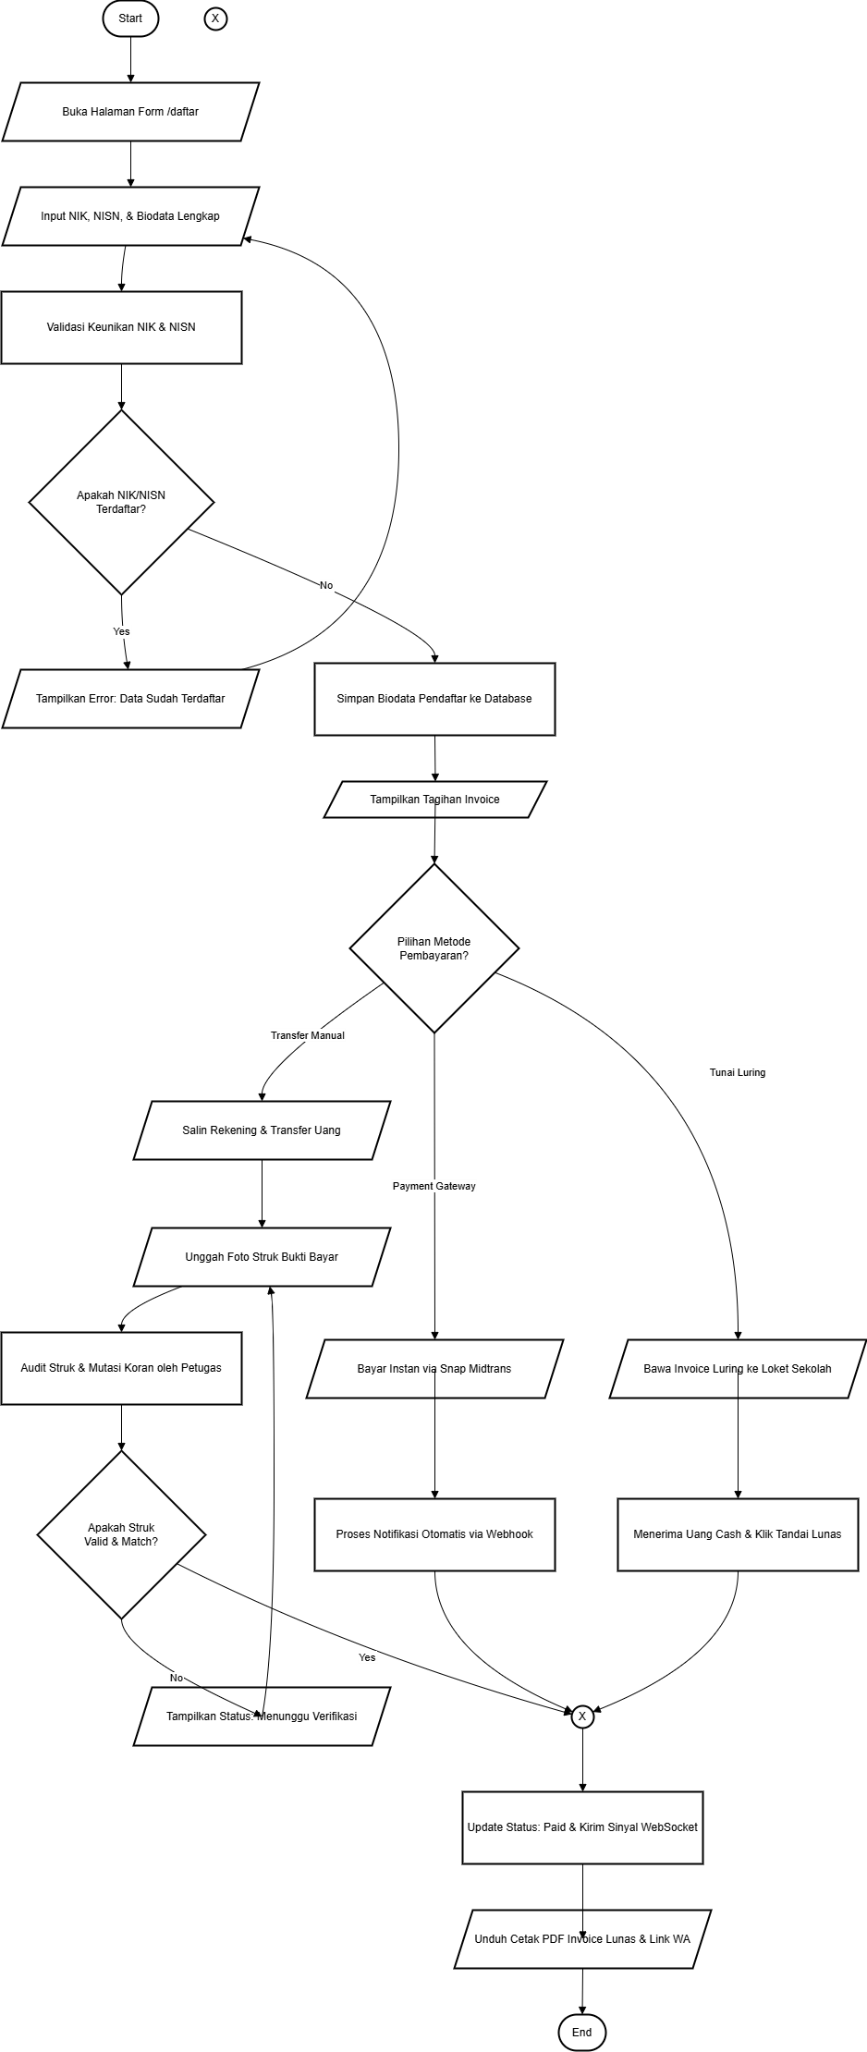 Start
X
Buka Halaman Form /daftar
Input NIK, NISN, & Biodata Lengkap
Validasi Keunikan NIK & NISN
Apakah NIK/NISN
Terdaftar?
No
Yes
Tampilkan Error: Data Sudah Terdaftar
Simpan Biodata Pendaftar ke Database
Tampilkan Tagihan Invoice
Pilihan Metode
Pembayaran?
Transfer Manual
Tunai Luring
Salin Rekening & Transfer Uang
Payment Gateway
Unggah Foto Struk Bukti Bayar
Audit Struk & Mutasi Koran oleh Petugas
Bayar Instan via Snap Midtrans
Bawa Invoice Luring ke Loket Sekolah
Apakah Struk
Valid & Match?
Proses Notifikasi Otomatis via Webhook
Menerima Uang Cash & Klik Tandai Lunas
Yes
No
Tampilkan Status: Menunggu Verifikasi
X
Update Status: Paid & Kirim Sinyal WebSocket
Unduh Cetak PDF Invoice Lunas & Link WA
End